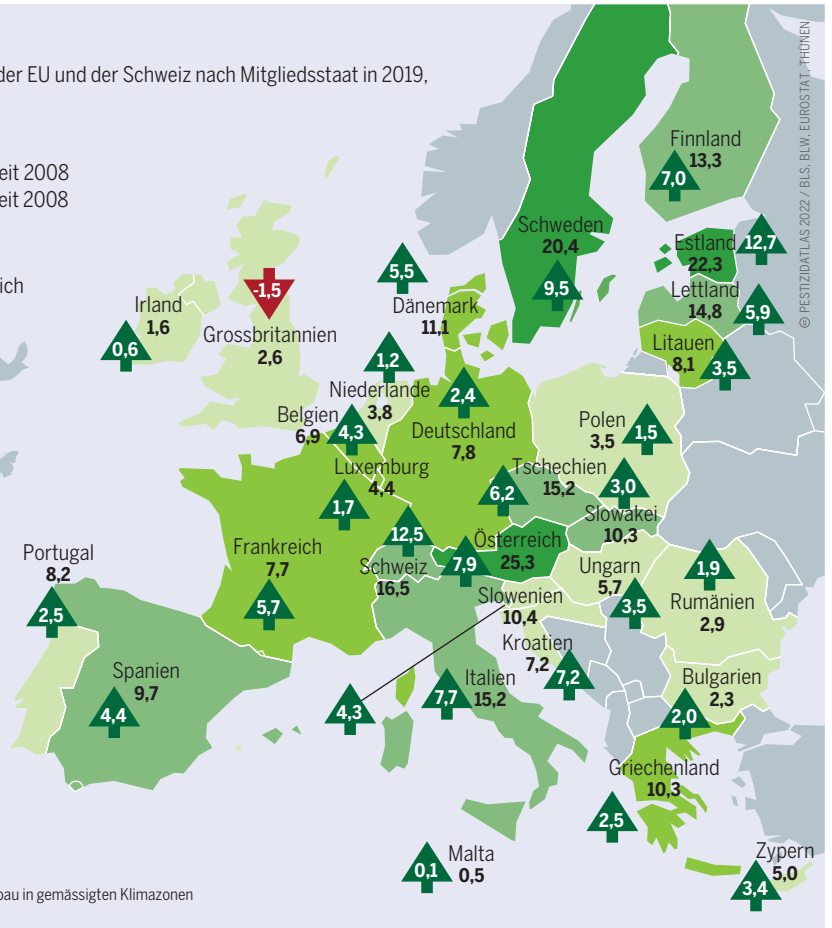 der EU und der Schweiz nach Mitgliedsstaat in 2019,
eit 2008
eit 2008
ich
© PESTIZIDATLAS 2022 / BLS, BLW, EUROSTAT, THÜNEN
Finnland
13,3
7,0
Schweden
20,4
9,5
Estland
22,3
12,7
Lettland
14,8
5,9
Litauen
8,1
3,5
5,5
Dänemark
11,1
-1,5
Grossbritannien
2,6
Irland
1,6
0,6
1,2
Niederlande
3,8
Belgien
6,9
4,3
2,4
Deutschland
7,8
Polen
3,5
1,5
Luxemburg
4,4
1,7
Tschechien
15,2
6,2
3,0
Slowakei
10,3
12,5
Schweiz
16,5
Österreich
25,3
7,9
Frankreich
7,7
5,7
Ungarn
5,7
3,5
1,9
Rumänien
2,9
Portugal
8,2
2,5
Slowenien
10,4
4,3
Kroatien
7,2
7,2
Spanien
9,7
4,4
Italien
15,2
7,7
Bulgarien
2,3
2,0
Griechenland
10,3
2,5
Malta
0,5
0,1
Zypern
5,0
3,4
bau in gemässigten Klimazonen